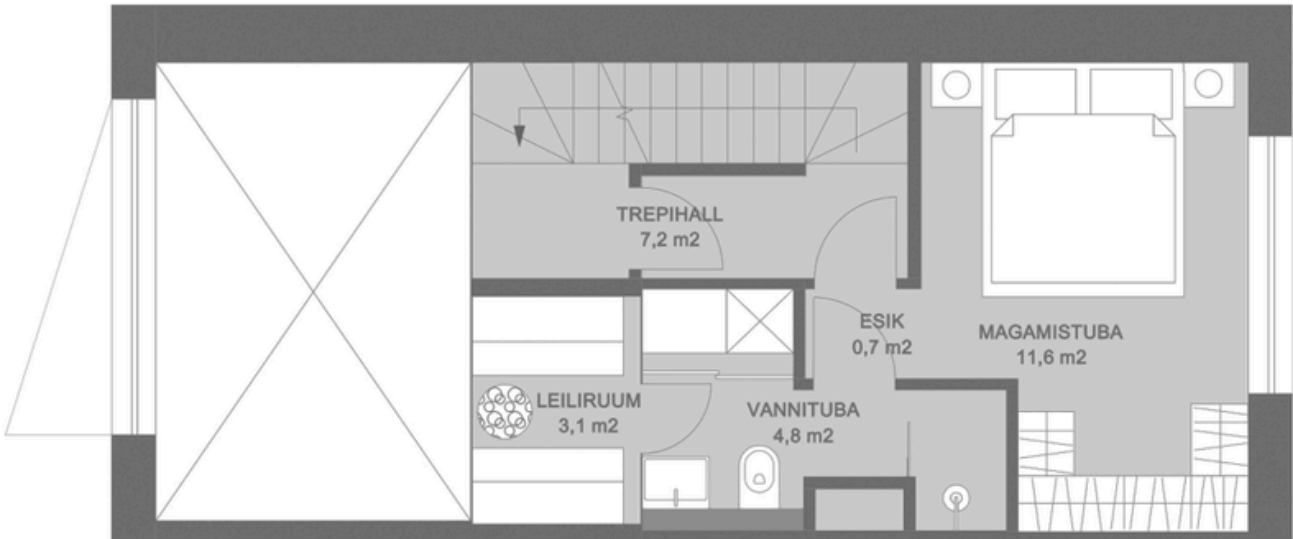 TREPIHALL
7,2 m2
ESIK
0,7 m2
MAGAMISTUBA
11,6 m2
LEILIRUUM
3,1 m2
VANNITUBA
4,8 m2